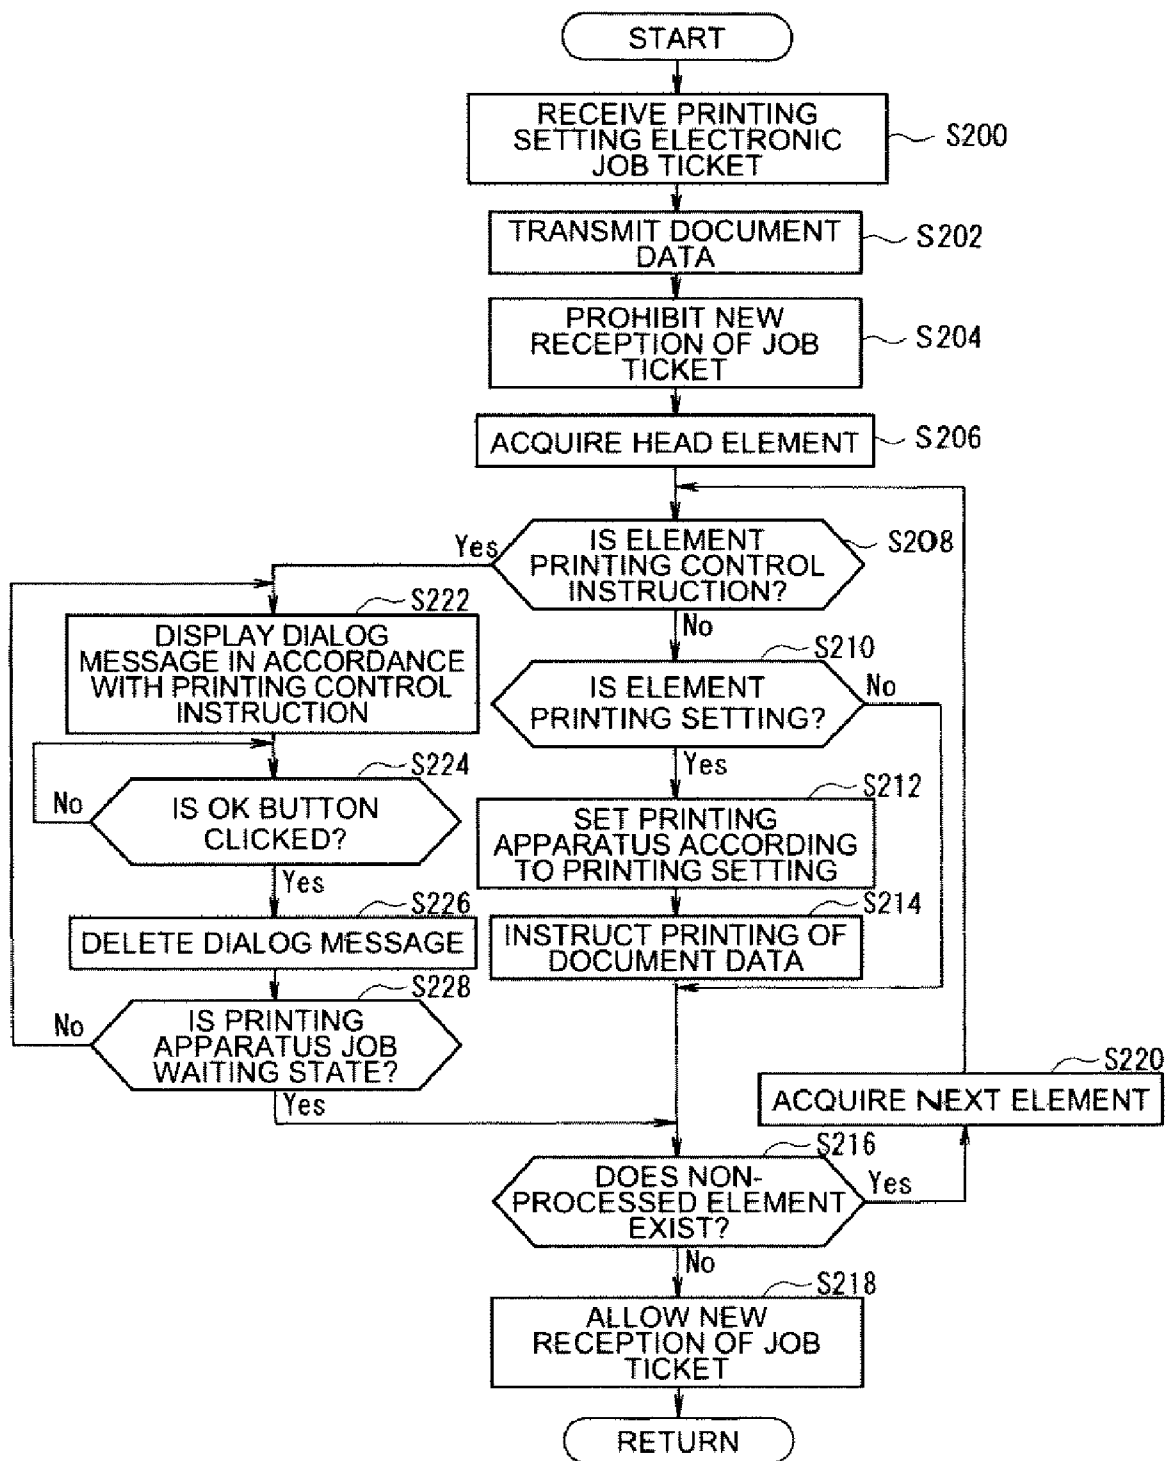 START
RECEIVE PRINTING
SETTING ELECTRONIC
JOB TICKET
S200
TRANSMIT DOCUMENT
DATA
S202
PROHIBIT NEW
RECEPTION OF JOB
TICKET
S204
ACQUIRE HEAD ELEMENT
S206
IS ELEMENT
PRINTING CONTROL
INSTRUCTION?
S208
Yes
No
S222
DISPLAY DIALOG
MESSAGE IN ACCORDANCE
WITH PRINTING CONTROL
INSTRUCTION
S210
IS ELEMENT
PRINTING SETTING?
No
Yes
S224
IS OK BUTTON
CLICKED?
No
Yes
S212
SET PRINTING
APPARATUS ACCORDING
TO PRINTING SETTING
S226
DELETE DIALOG MESSAGE
S214
INSTRUCT PRINTING OF
DOCUMENT DATA
S228
IS PRINTING
APPARATUS JOB
WAITING STATE?
No
Yes
S220
ACQUIRE NEXT ELEMENT
S216
DOES NON-
PROCESSED ELEMENT
EXIST?
Yes
No
S218
ALLOW NEW
RECEPTION OF JOB
TICKET
RETURN